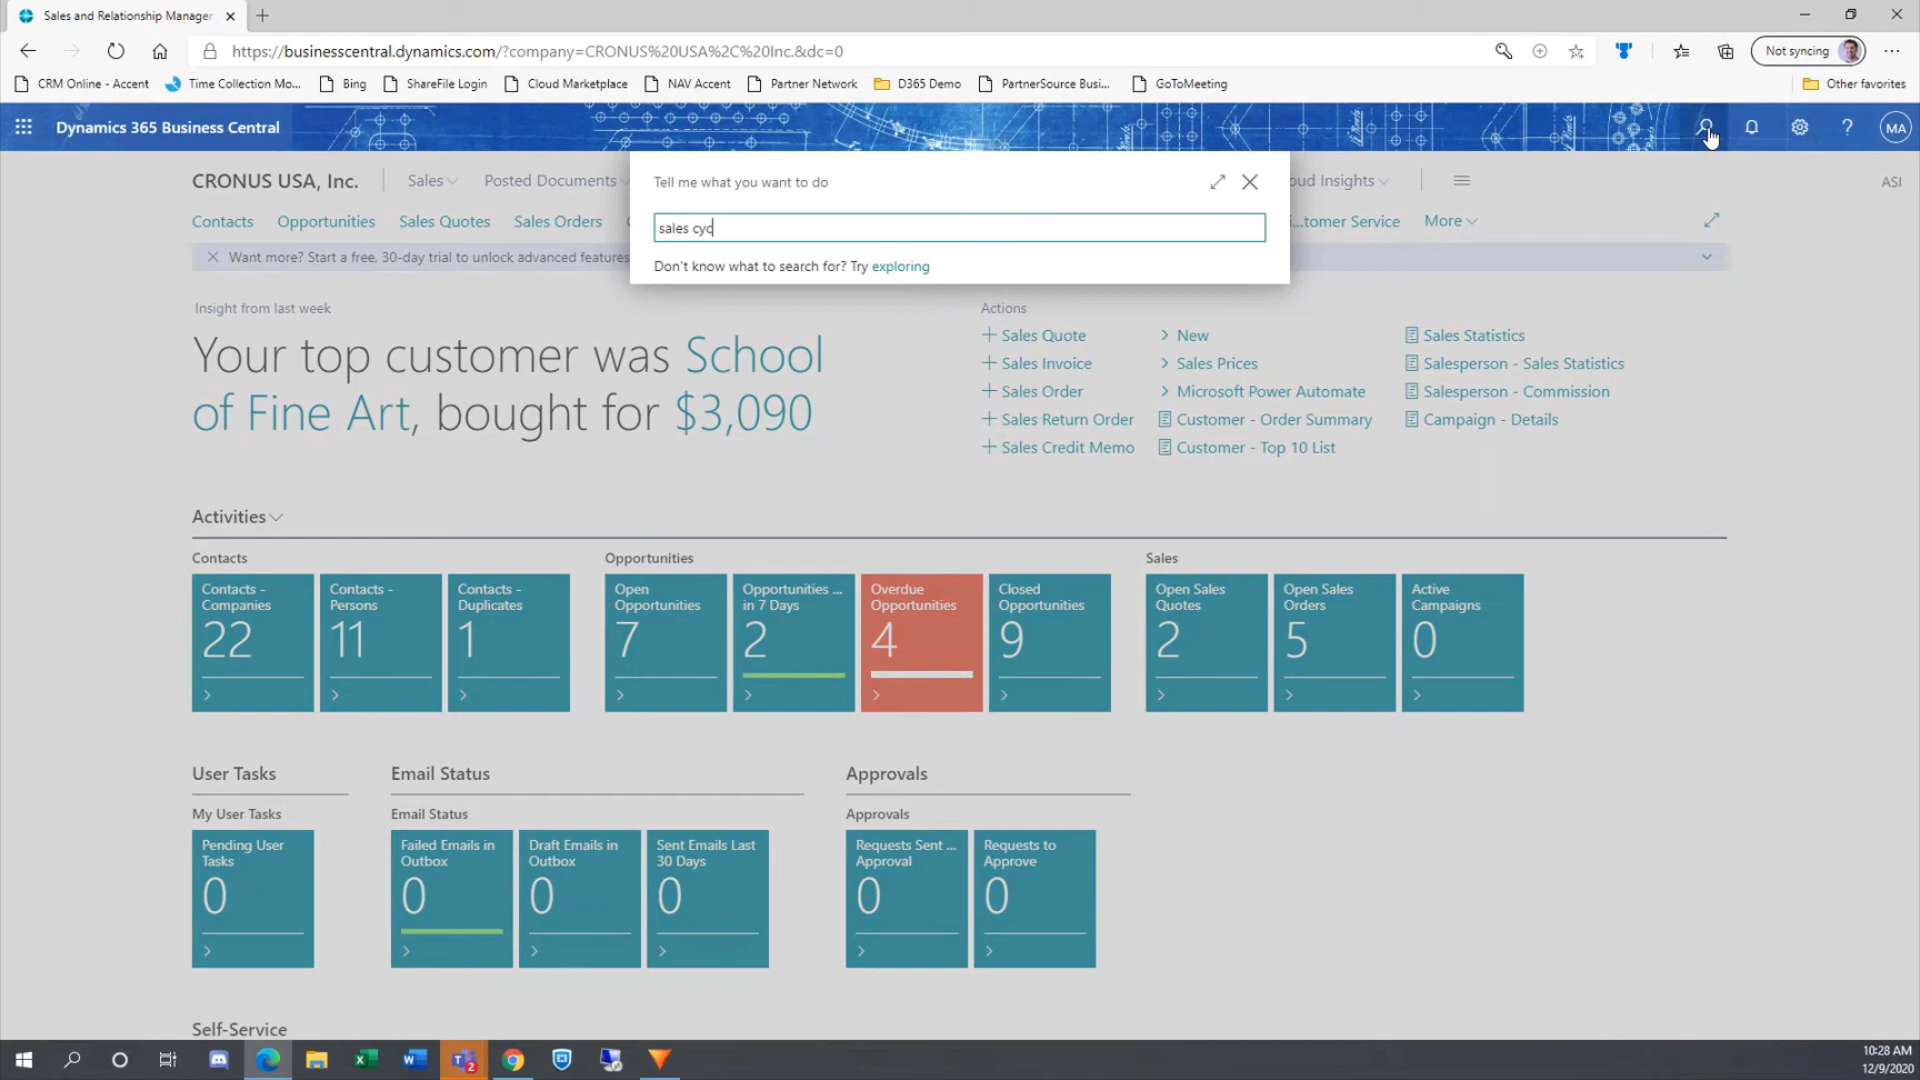 Sales and Relationship Manager
https://businesscentral.dynamics.com/?company=CRONUS%20USA%2C%20Inc.&dc=0
Not syncing
CRM Online - Accent
Time Collection Mo...
Bing
ShareFile Login
Cloud Marketplace
NAV Accent
Partner Network
D365 Demo
PartnerSource Busi...
GoToMeeting
Other favorites
Dynamics 365 Business Central
MA
Tell me what you want to do
sales cyc
Don't know what to search for? Try exploring
CRONUS USA, Inc.
Sales
Posted Documents
oud Insights
ASI
Contacts
Opportunities
Sales Quotes
Sales Orders
i...tomer Service
More
Want more? Start a free, 30-day trial to unlock advanced features
Insight from last week
Your top customer was School
of Fine Art, bought for $3,090
Actions
+ Sales Quote
+ Sales Invoice
+ Sales Order
+ Sales Return Order
+ Sales Credit Memo
> New
> Sales Prices
> Microsoft Power Automate
Customer - Order Summary
Customer - Top 10 List
Sales Statistics
Salesperson - Sales Statistics
Salesperson - Commission
Campaign - Details
Activities
Contacts
Contacts -
Companies
22
Contacts -
Persons
11
Contacts -
Duplicates
1
Opportunities
Open
Opportunities
7
Opportunities ...
in 7 Days
2
Overdue
Opportunities
4
Closed
Opportunities
9
Sales
Open Sales
Quotes
2
Open Sales
Orders
5
Active
Campaigns
0
User Tasks
My User Tasks
Pending User
Tasks
0
Email Status
Email Status
Failed Emails in
Outbox
0
Draft Emails in
Outbox
0
Sent Emails Last
30 Days
0
Approvals
Approvals
Requests Sent ...
Approval
0
Requests to
Approve
0
Self-Service
2
10:28 AM
12/9/2020